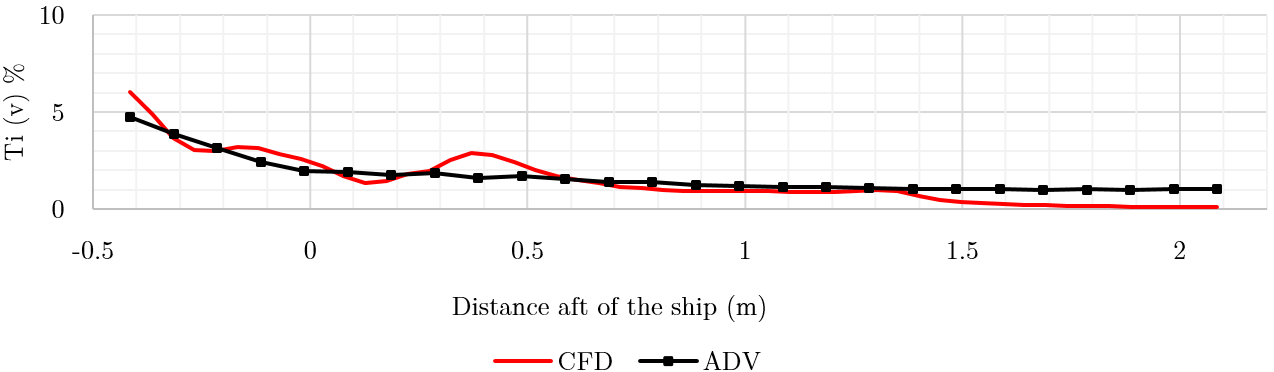 10
5
0
Ti (v) %
-0.5 0 0.5 1 1.5 2
Distance aft of the ship (m)
CFD ADV